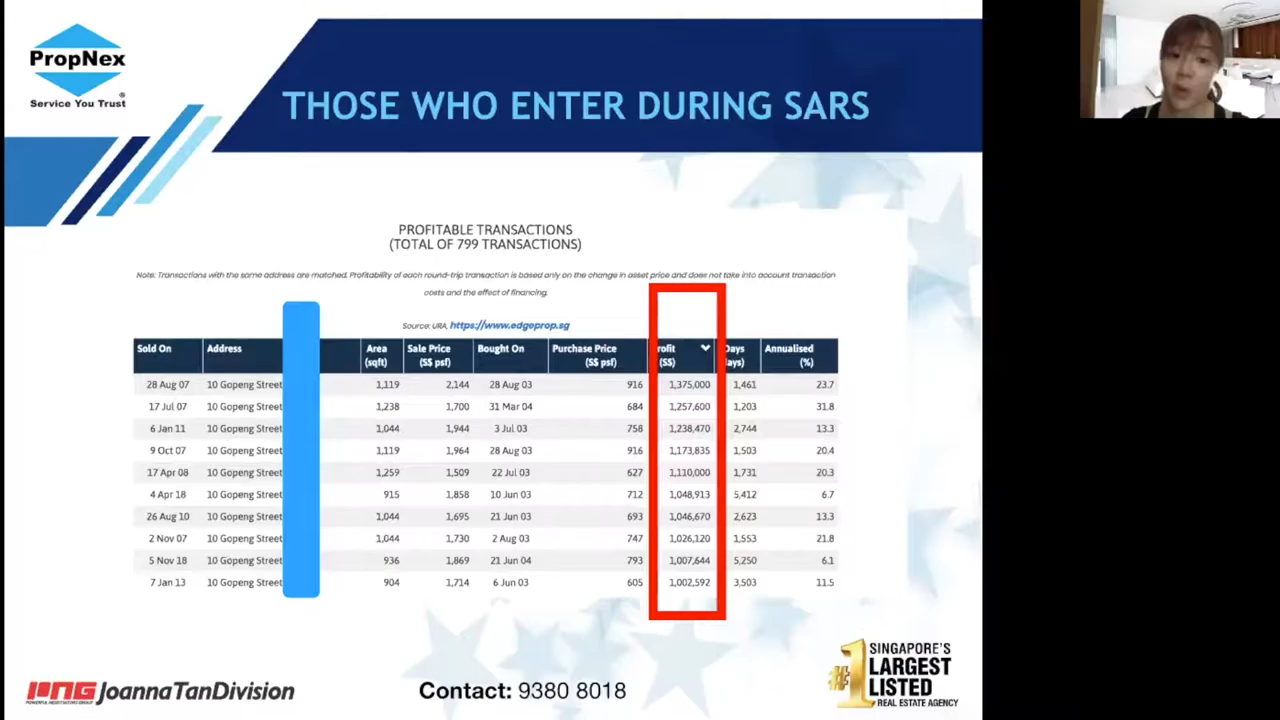 PropNex
Service You Trust
THOSE WHO ENTER DURING SARS
PROFITABLE TRANSACTIONS
(TOTAL OF 799 TRANSACTIONS)
Note: Transactions with the same address are matched. Profitability of each round-trip transaction is based only on the change in asset price and does not take into account transaction
costs and the effect of financing.
Source: URA, https://www.edgeprop.sg
Sold On Address Area (sqft) Sale Price (S$ psf) Bought On Purchase Price (S$ psf) rofit (S$) Days ays) Annualised (%)
28 Aug 07 10 Gopeng Street 1,119 2,144 28 Aug 03 916 1,375,000 1,461 23.7
17 Jul 07 10 Gopeng Street 1,238 1,700 31 Mar 04 684 1,257,600 1,203 31.8
6 Jan 11 10 Gopeng Street 1,044 1,944 3 Jul 03 758 1,238,470 2,744 13.3
9 Oct 07 10 Gopeng Street 1,119 1,964 28 Aug 03 916 1,173,835 1,503 20.4
17 Apr 08 10 Gopeng Street 1,259 1,509 22 Jul 03 627 1,110,000 1,731 20.3
4 Apr 18 10 Gopeng Street 915 1,858 10 Jun 03 712 1,048,913 5,412 6.7
26 Aug 10 10 Gopeng Street 1,044 1,695 21 Jun 03 693 1,046,670 2,623 13.3
2 Nov 07 10 Gopeng Street 1,044 1,730 2 Aug 03 747 1,026,120 1,553 21.8
5 Nov 18 10 Gopeng Street 936 1,869 21 Jun 04 793 1,007,644 5,250 6.1
7 Jan 13 10 Gopeng Street 904 1,714 6 Jun 03 605 1,002,592 3,503 11.5
PNG JoannaTanDivision
POWERFUL NEGOTIATORS GROUP
Contact: 9380 8018
#1 SINGAPORE'S
LARGEST
LISTED
REAL ESTATE AGENCY